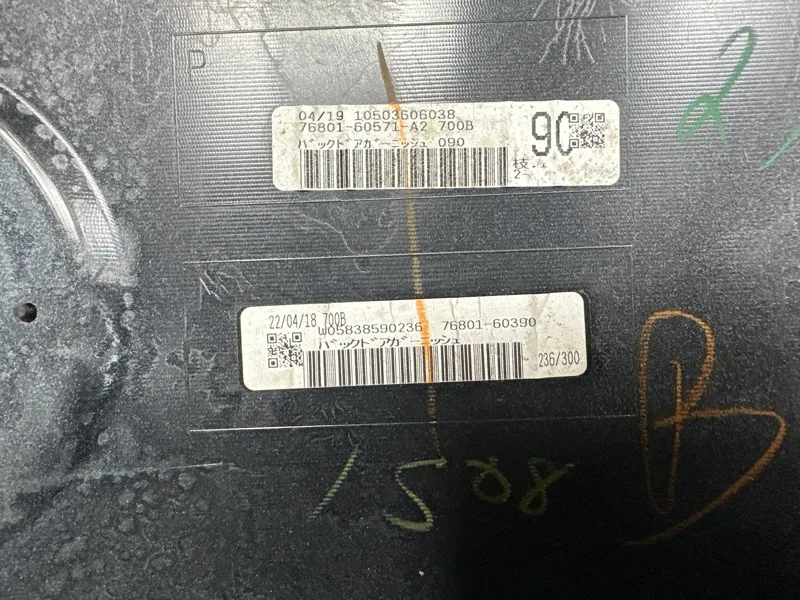 P
04/19 10503606038
76801-60571-A2 700B
バックドアガーニッシュ 090
90
枝
2-
22/04/18 700B
W05838590236 76801-60390
バックドアガーニッシュ
236/300
2
B
1508